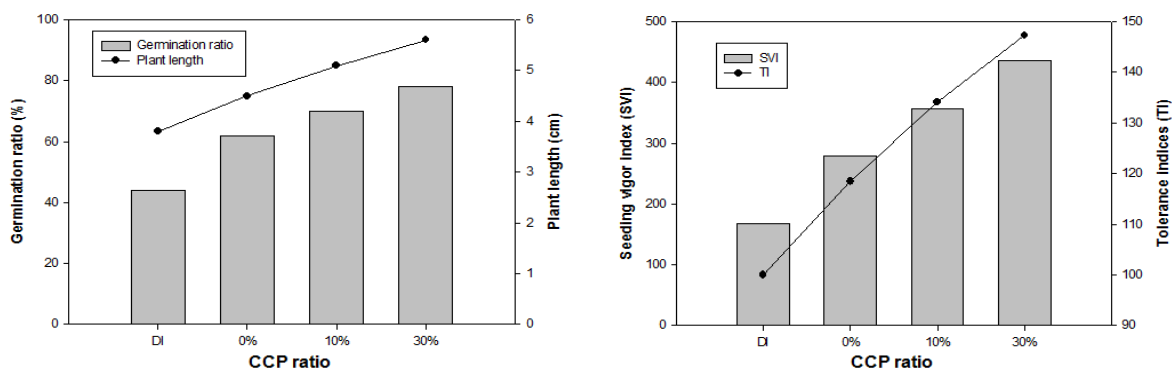 Germination ratio (%)
100
80
60
40
20
0
Germination ratio
Plant length
6
5
4
3
2
1
0
Plant length (cm)
DI 0% 10% 30%
CCP ratio
Seeding vigor index (SVI)
500
400
300
200
100
0
SVI
TI
150
140
130
120
110
100
90
Tolerance Indices (TI)
DI 0% 10% 30%
CCP ratio